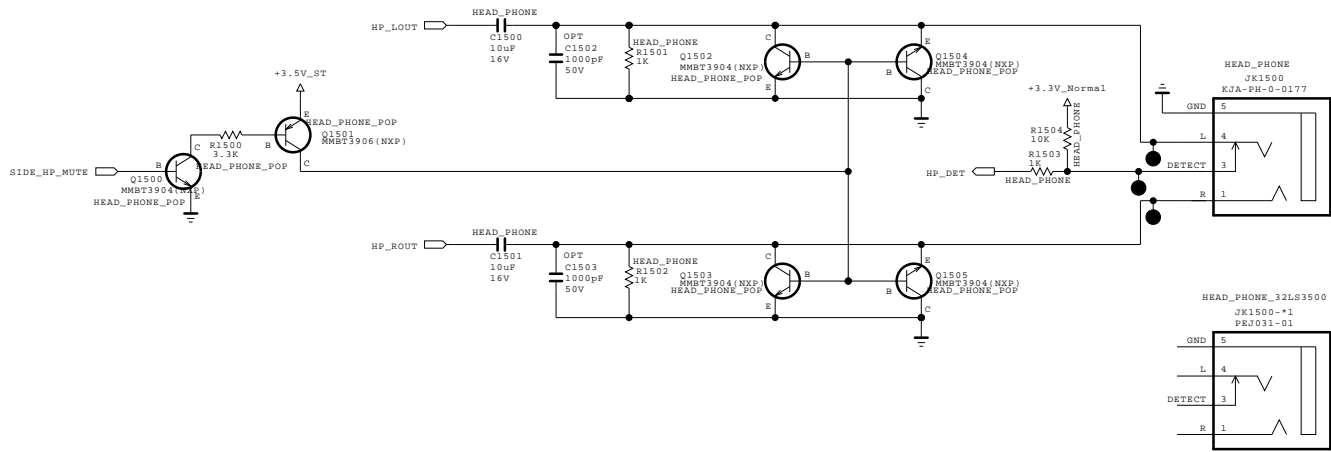 HEAD_PHONE
HP_LOUT
C1500
10uF
16V
OPT
C1502
1000pF
50V
HEAD_PHONE
R1501
1K
C
B
E
Q1502
MMBT3904(NXP)
HEAD_PHONE_POP
E
B
C
Q1504
MMBT3904(NXP)
HEAD_PHONE_POP
+3.5V_ST
E
B
C
HEAD_PHONE_POP
Q1501
MMBT3906(NXP)
R1500
3.3K
HEAD_PHONE_POP
SIDE_HP_MUTE
C
B
E
Q1500
MMBT3904(NXP)
HEAD_PHONE_POP
+3.3V_Normal
R1504
10K
HEAD_PHONE
HP_DET
R1503
1K
HEAD_PHONE
HEAD_PHONE
JK1500
KJA-PH-0-0177
GND 5
L 4
DETECT 3
R 1
HEAD_PHONE
HP_ROUT
C1501
10uF
16V
OPT
C1503
1000pF
50V
HEAD_PHONE
R1502
1K
C
B
E
Q1503
MMBT3904(NXP)
HEAD_PHONE_POP
E
B
C
Q1505
MMBT3904(NXP)
HEAD_PHONE_POP
HEAD_PHONE_32LS3500
JK1500-*1
PEJ031-01
GND 5
L 4
DETECT 3
R 1